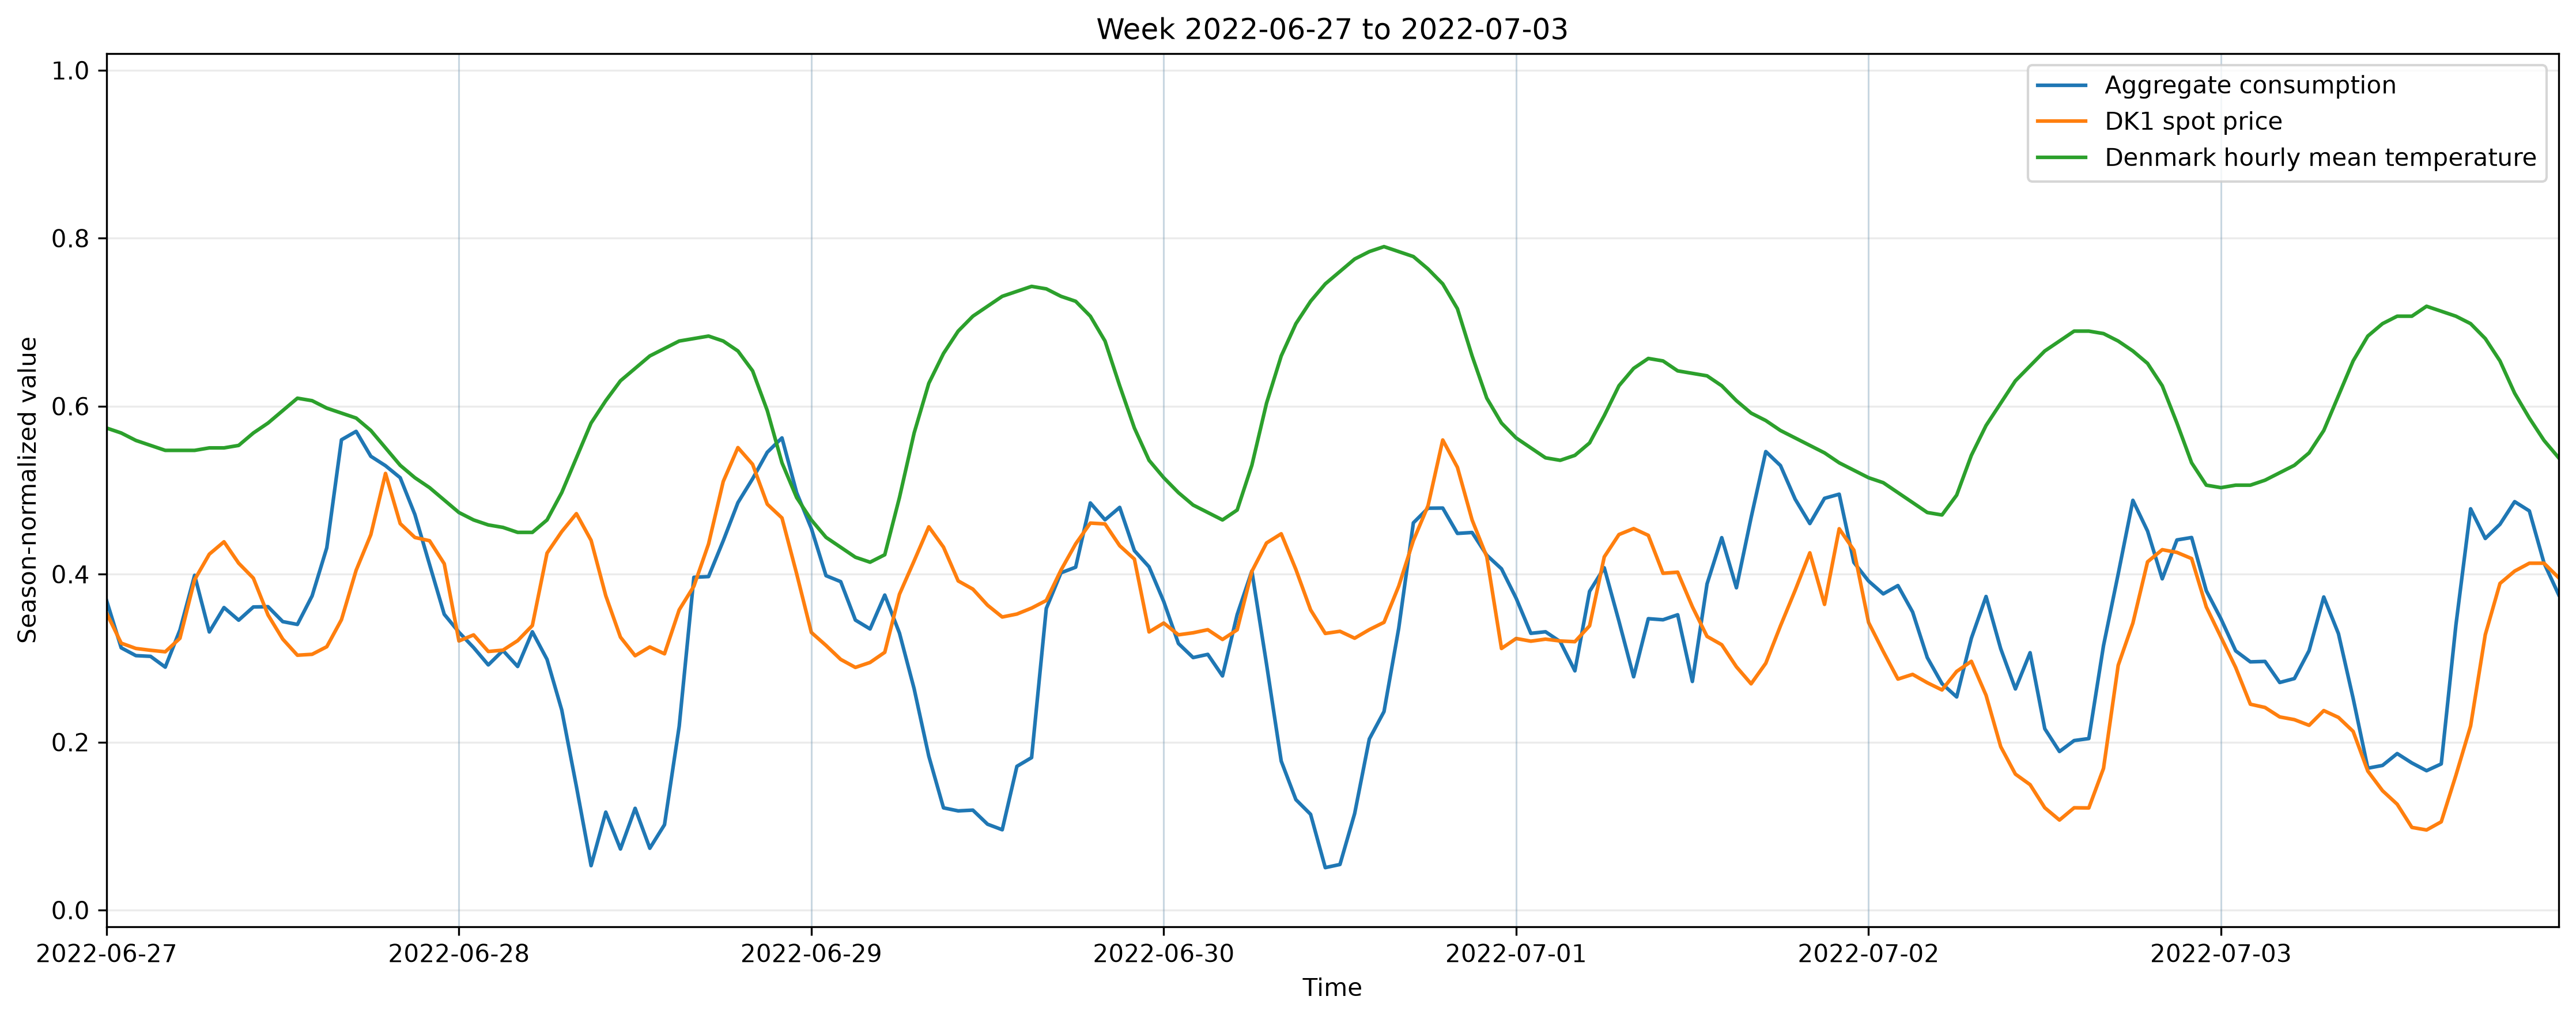 Week 2022-06-27 to 2022-07-03
Aggregate consumption
DK1 spot price
Denmark hourly mean temperature
Season-normalized value
1.0
0.8
0.6
0.4
0.2
0.0
2022-06-27 2022-06-28 2022-06-29 2022-06-30 2022-07-01 2022-07-02 2022-07-03
Time